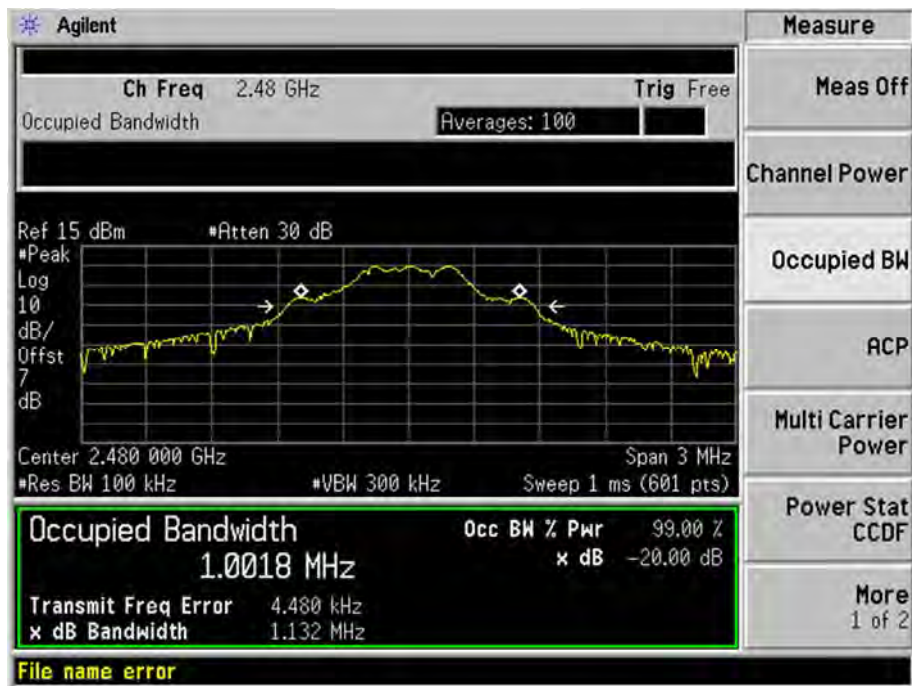 Agilent
Measure
Ch Freq 2.48 GHz Trig Free
Occupied Bandwidth Averages: 100
Meas Off
Channel Power
Occupied BW
ACP
Multi Carrier
Power
Power Stat
CCDF
More
1 of 2
Ref 15 dBm #Atten 30 dB
#Peak
Log
10
dB/
Offst
7
dB
Center 2.480 000 GHz Span 3 MHz
#Res BW 100 kHz #VBW 300 kHz Sweep 1 ms (601 pts)
Occupied Bandwidth Occ BW % Pwr 99.00 %
1.0018 MHz x dB -20.00 dB
Transmit Freq Error 4.480 kHz
x dB Bandwidth 1.132 MHz
File name error